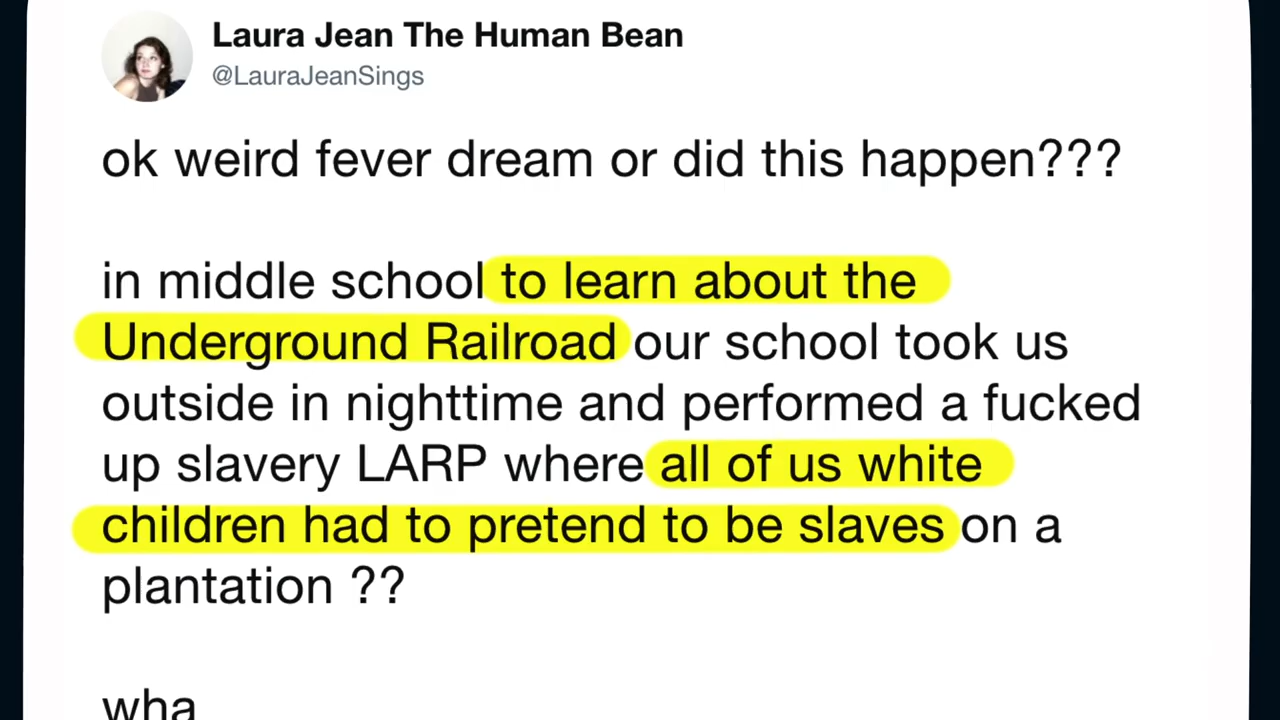 Laura Jean The Human Bean
@LauraJeanSings
ok weird fever dream or did this happen???
in middle school to learn about the
Underground Railroad our school took us
outside in nighttime and performed a fucked
up slavery LARP where all of us white
children had to pretend to be slaves on a
plantation ??
wha